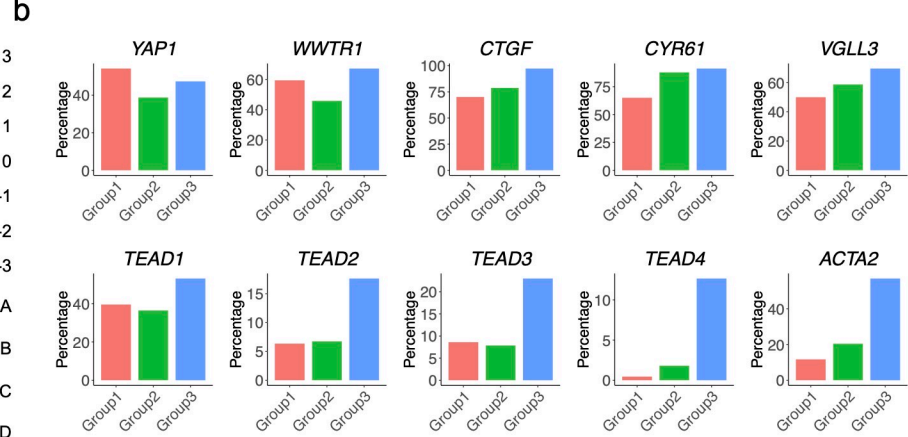 b
3
2
1
0
-1
-2
-3
A
B
C
D
YAP1
Percentage
40
20
0
Group1
Group2
Group3
WWTR1
Percentage
60
40
20
0
Group1
Group2
Group3
CTGF
Percentage
100
75
50
25
0
Group1
Group2
Group3
CYR61
Percentage
75
50
25
0
Group1
Group2
Group3
VGLL3
Percentage
60
40
20
0
Group1
Group2
Group3
TEAD1
Percentage
40
20
0
Group1
Group2
Group3
TEAD2
Percentage
15
10
5
0
Group1
Group2
Group3
TEAD3
Percentage
20
15
10
5
0
Group1
Group2
Group3
TEAD4
Percentage
10
5
0
Group1
Group2
Group3
ACTA2
Percentage
40
20
0
Group1
Group2
Group3